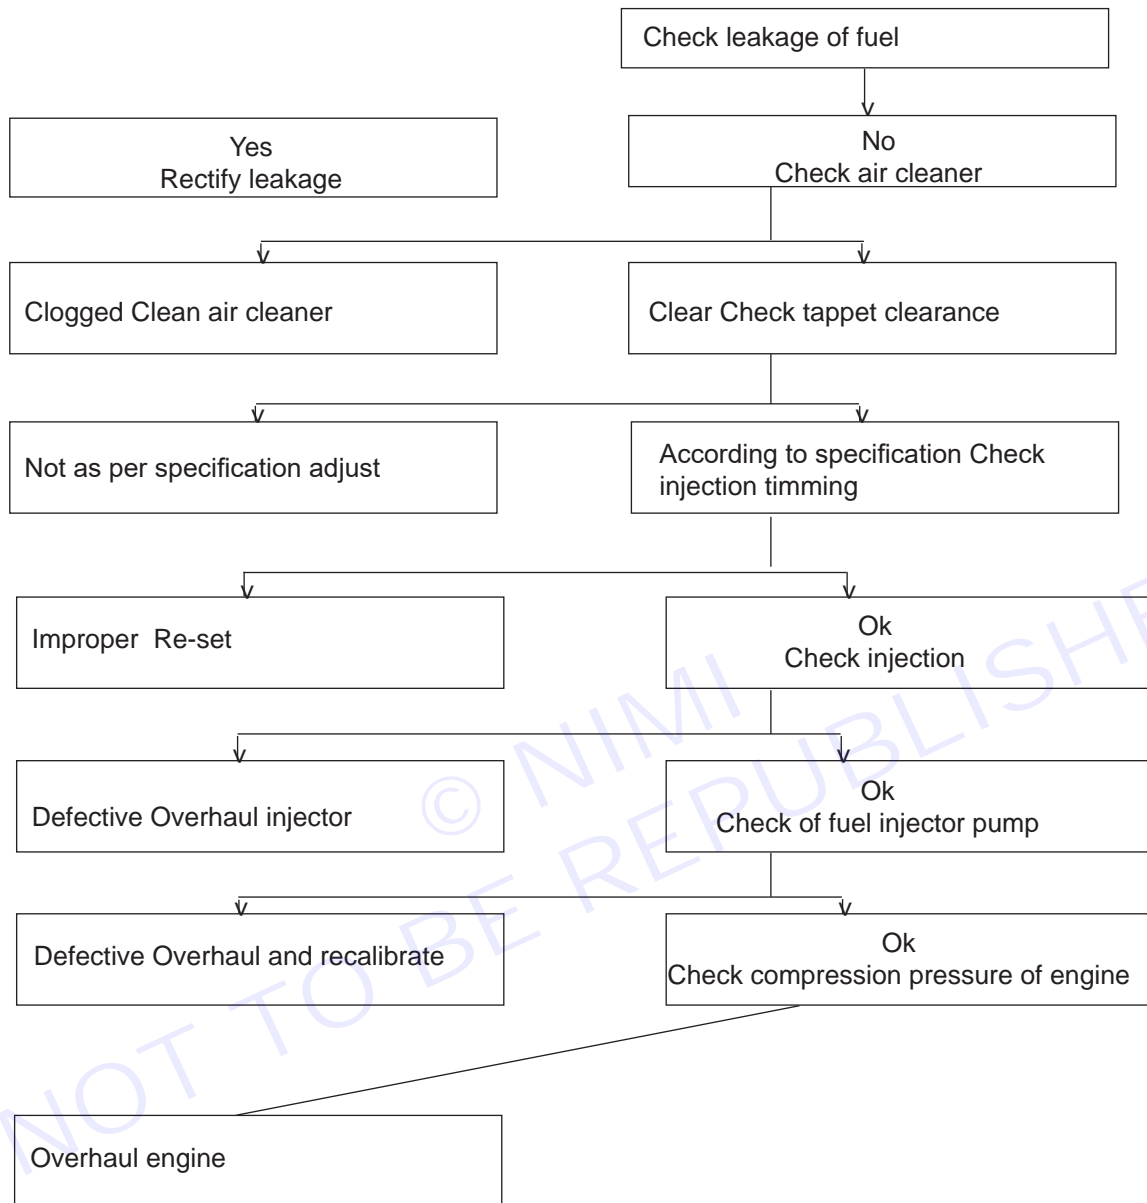 Check leakage of fuel
Yes
Rectify leakage
No
Check air cleaner
Clogged Clean air cleaner
Clear Check tappet clearance
Not as per specification adjust
According to specification Check
injection timming
Improper Re-set
Ok
Check injection
Defective Overhaul injector
Ok
Check of fuel injector pump
Defective Overhaul and recalibrate
Ok
Check compression pressure of engine
Overhaul engine
© NIMI
NOT TO BE REPUBLISHE